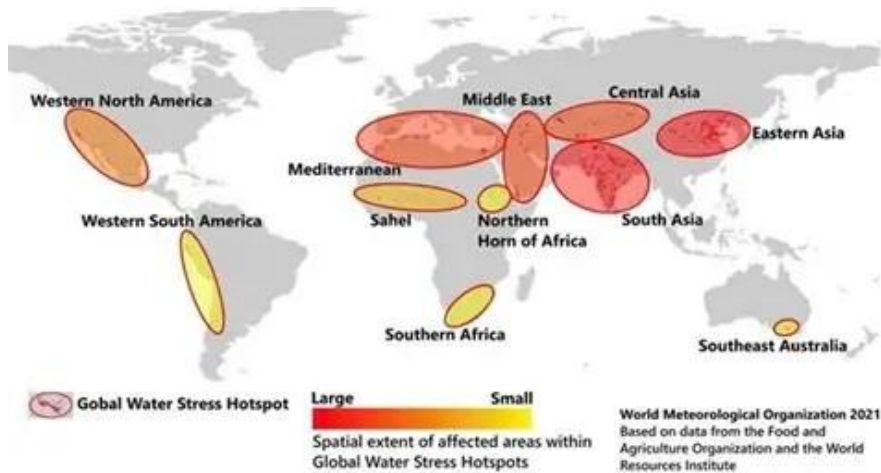 Western North America
Middle East
Central Asia
Eastern Asia
Mediterranean
Western South America
Sahel
Northern
Horn of Africa
South Asia
Southern Africa
Southeast Australia
Gobal Water Stress Hotspot
Large
Small
Spatial extent of affected areas within
Global Water Stress Hotspots
World Meteorological Organization 2021
Based on data from the Food and
Agriculture Organization and the World
Resources Institute